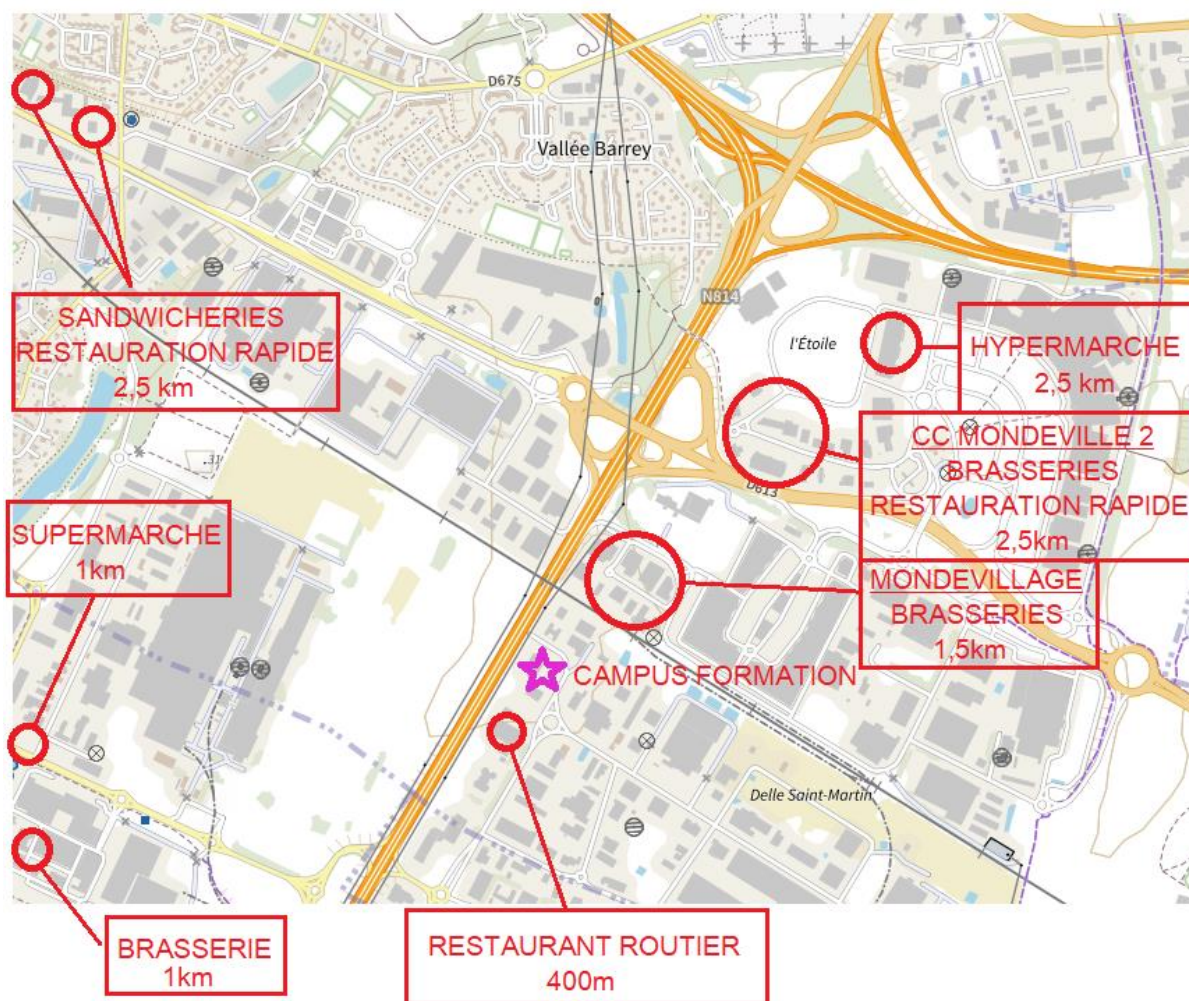 D675
Vallée Barrey
N814
SANDWICHERIES
RESTAURATION RAPIDE
2,5 km
l'Étoile
HYPERMARCHE
2,5 km
CC MONDEVILLE 2
BRASSERIES
RESTAURATION RAPIDE
2,5km
31
D613
SUPERMARCHE
1km
MONDEVILLAGE
BRASSERIES
1,5km
CAMPUS FORMATION
Delle Saint-Martin
BRASSERIE
1km
RESTAURANT ROUTIER
400m